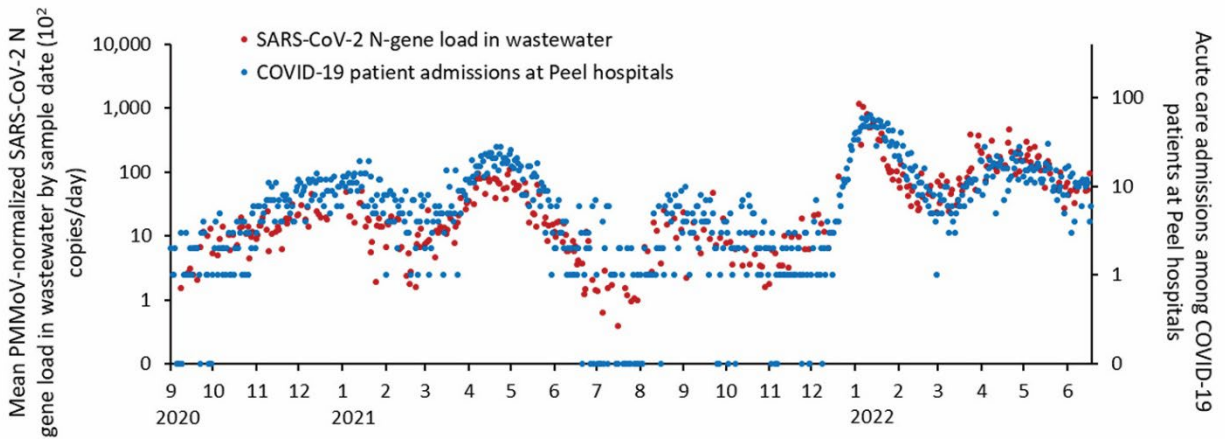 Mean PMMoV-normalized SARS-CoV-2 N
gene load in wastewater by sample date (10²
copies/day)
10,000
1,000
100
10
1
0
SARS-CoV-2 N-gene load in wastewater
COVID-19 patient admissions at Peel hospitals
100
10
1
0
Acute care admissions among COVID-19
patients at Peel hospitals
9 10 11 12 1 2 3 4 5 6 7 8 9 10 11 12 1 2 3 4 5 6
2020 2021 2022